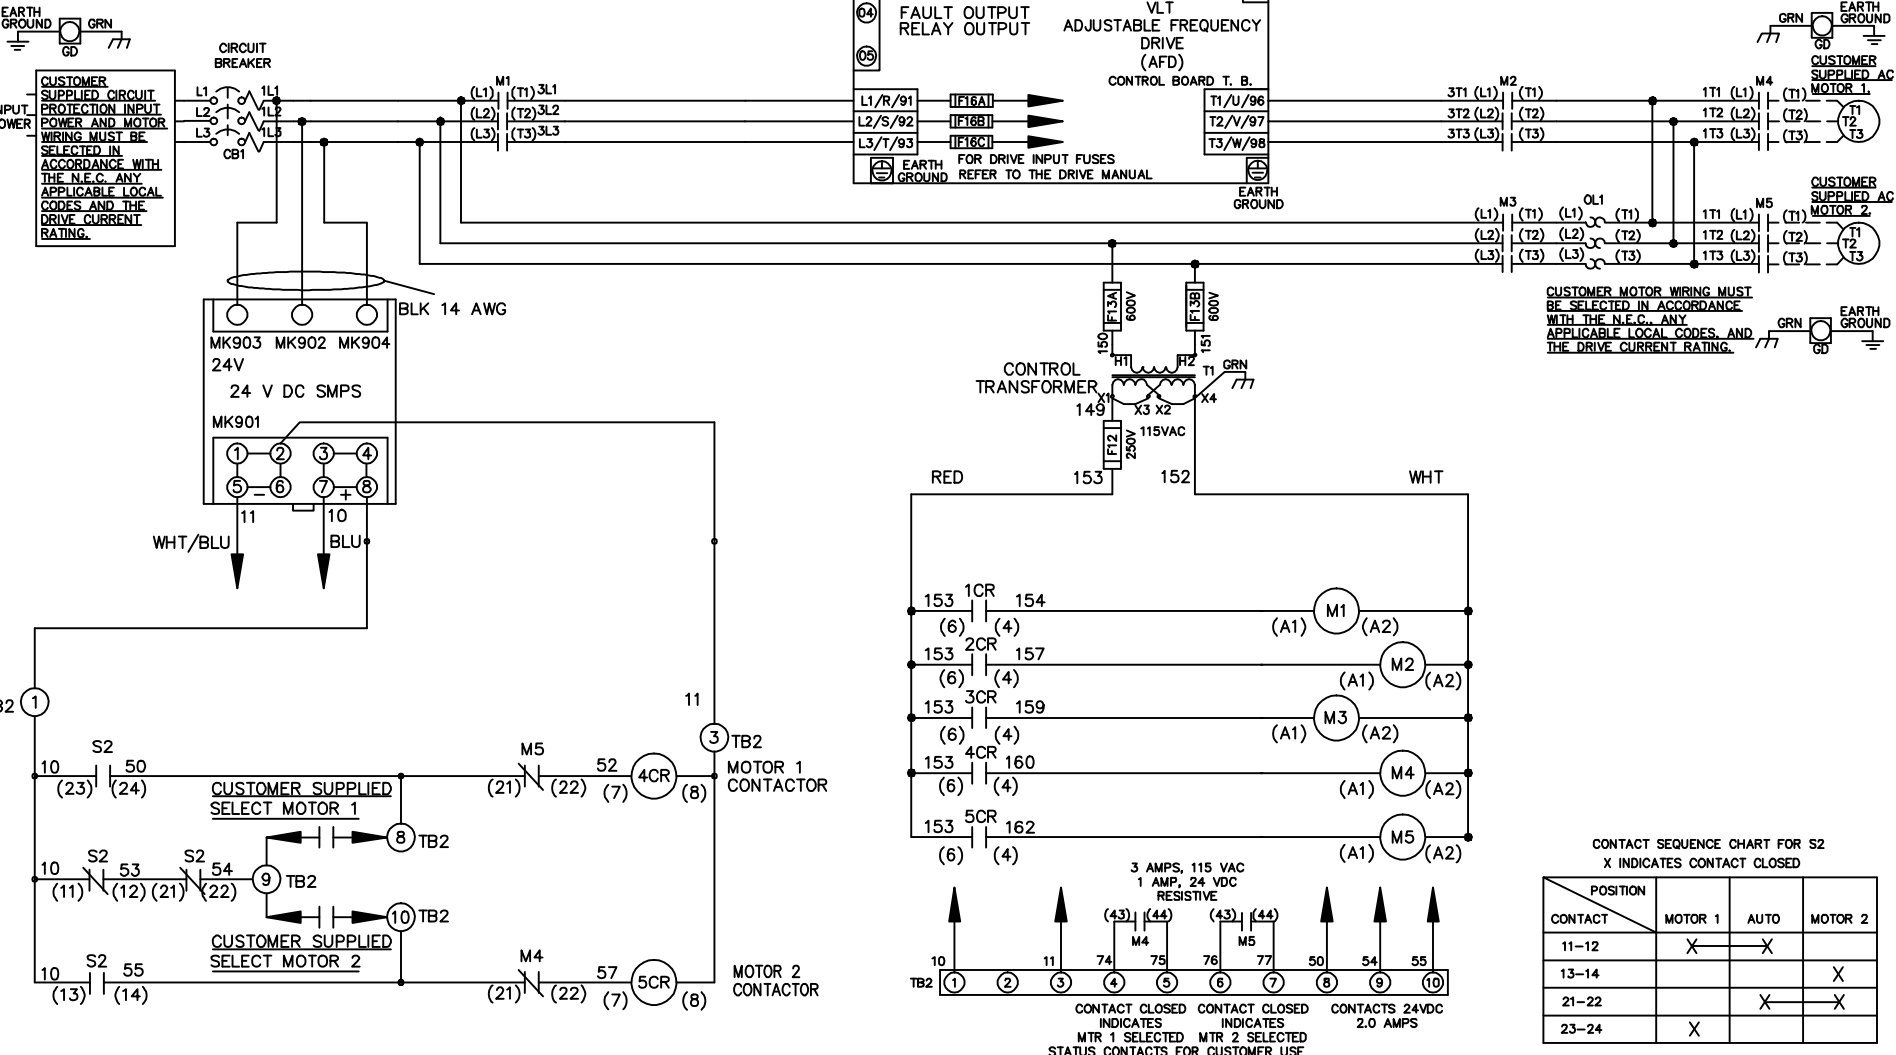 EARTH
GROUND
GRN
GD
CIRCUIT
BREAKER
CUSTOMER
SUPPLIED CIRCUIT
PROTECTION INPUT
POWER AND MOTOR
WIRING MUST BE
SELECTED IN
ACCORDANCE WITH
THE N.E.C. ANY
APPLICABLE LOCAL
CODES AND THE
DRIVE CURRENT
RATING.
L1 1L1
L2 1L2
L3 1L3
CB1
M1
(L1) (T1) 3L1
(L2) (T2) 3L2
(L3) (T3) 3L3
04
05
FAULT OUTPUT
RELAY OUTPUT
VLT
ADJUSTABLE FREQUENCY
DRIVE
(AFD)
CONTROL BOARD T. B.
L1/R/91 F16A
L2/S/92 F16B
L3/T/93 F16C
T1/U/96
T2/V/97
T3/W/98
EARTH
GROUND
FOR DRIVE INPUT FUSES
REFER TO THE DRIVE MANUAL
EARTH
GROUND
M2
3T1 (L1) (T1)
3T2 (L2) (T2)
3T3 (L3) (T3)
M4
1T1 (L1) (T1)
1T2 (L2) (T2)
1T3 (L3) (T3)
GRN
GD
EARTH
GROUND
CUSTOMER
SUPPLIED AC
MOTOR 1.
T1
T2
T3
M3
(L1) (T1)
(L2) (T2)
(L3) (T3)
OL1
(L1) (T1)
(L2) (T2)
(L3) (T3)
M5
1T1 (L1) (T1)
1T2 (L2) (T2)
1T3 (L3) (T3)
CUSTOMER
SUPPLIED AC
MOTOR 2.
T1
T2
T3
CUSTOMER MOTOR WIRING MUST
BE SELECTED IN ACCORDANCE
WITH THE N.E.C., ANY
APPLICABLE LOCAL CODES, AND
THE DRIVE CURRENT RATING.
GRN
GD
EARTH
GROUND
BLK 14 AWG
MK903 MK902 MK904
24V
24 V DC SMPS
MK901
1 2 3 4
5 - 6 7 + 8
11 10
WHT/BLU BLU
F13A 600V
F13B 600V
150 151
H1 H2
CONTROL
TRANSFORMER
T1 GRN
X1 X3 X2 X4
149
F12 250V
115VAC
RED 153 152 WHT
153 1CR 154 M1
(6) (4) (A1) (A2)
153 2CR 157 M2
(6) (4) (A1) (A2)
153 3CR 159 M3
(6) (4) (A1) (A2)
153 4CR 160 M4
(6) (4) (A1) (A2)
153 5CR 162 M5
(6) (4) (A1) (A2)
1
11
3 TB2
10 S2 50 M5 52 4CR
(23) (24) (21) (22) (7) (8)
MOTOR 1
CONTACTOR
CUSTOMER SUPPLIED
SELECT MOTOR 1
8 TB2
10 S2 53 S2 54 9 TB2
(11) (12) (21) (22)
10 TB2
CUSTOMER SUPPLIED
SELECT MOTOR 2
10 S2 55 M4 57 5CR
(13) (14) (21) (22) (7) (8)
MOTOR 2
CONTACTOR
3 AMPS, 115 VAC
1 AMP, 24 VDC
RESISTIVE
(43) (44) (43) (44)
M4 M5
10 11 74 75 76 77 50 54 55
TB2 1 2 3 4 5 6 7 8 9 10
CONTACT CLOSED
INDICATES
MTR 1 SELECTED
CONTACT CLOSED
INDICATES
MTR 2 SELECTED
CONTACTS 24VDC
2.0 AMPS
STATUS CONTACTS FOR CUSTOMER USE
CONTACT SEQUENCE CHART FOR S2
X INDICATES CONTACT CLOSED
POSITION
CONTACT MOTOR 1 AUTO MOTOR 2
11-12 X X
13-14 X
21-22 X X
23-24 X